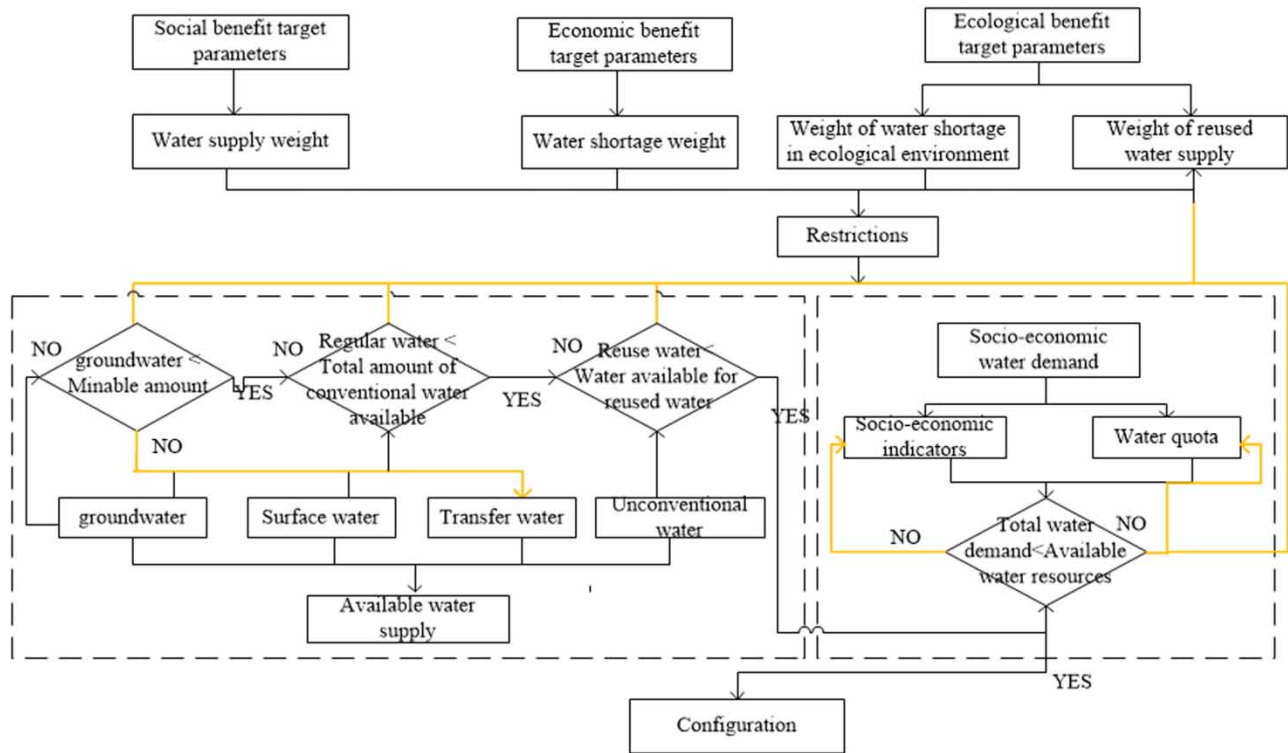 Social benefit target
parameters
Economic benefit
target parameters
Ecological benefit
target parameters
Water supply weight
Water shortage weight
Weight of water shortage
in ecological environment
Weight of reused
water supply
Restrictions
NO
groundwater <
Minable amount
YES
NO
Regular water <
Total amount of
conventional water
available
YES
NO
Reuse water<
Water available for
reused water
YES
Socio-economic
water demand
Socio-economic
indicators
Water quota
NO
groundwater
Surface water
Transfer water
Unconventional
water
NO
Total water
demand<Available
water resources
NO
Available water
supply
YES
Configuration